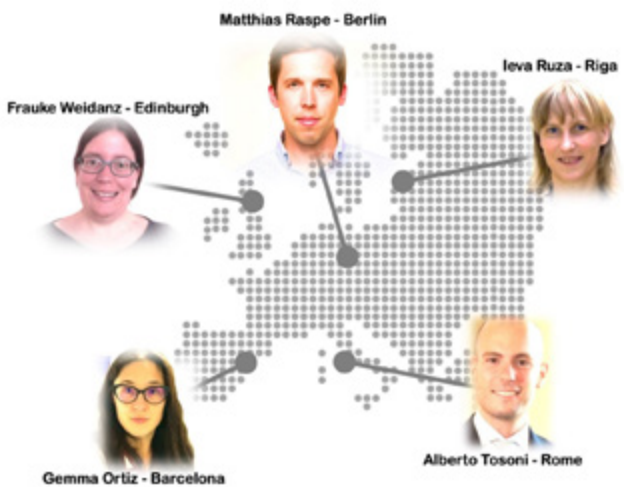 Matthias Raspe - Berlin
Ieva Ruza - Riga
Frauke Weidanz - Edinburgh
Alberto Tosoni - Rome
Gemma Ortiz - Barcelona